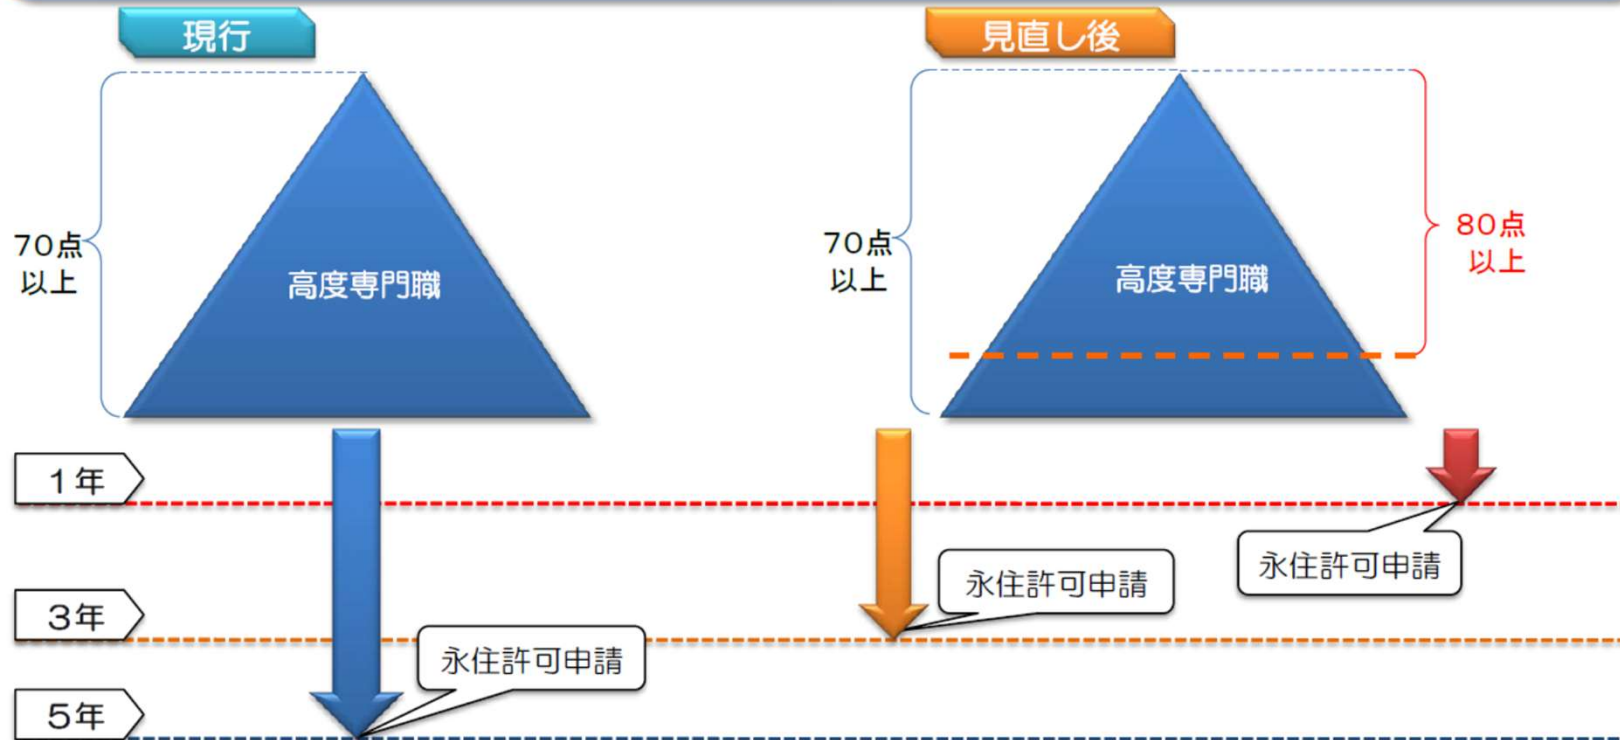 現行
見直し後
70点
以上
高度専門職
70点
以上
高度専門職
80点
以上
1年
永住許可申請
永住許可申請
3年
永住許可申請
5年